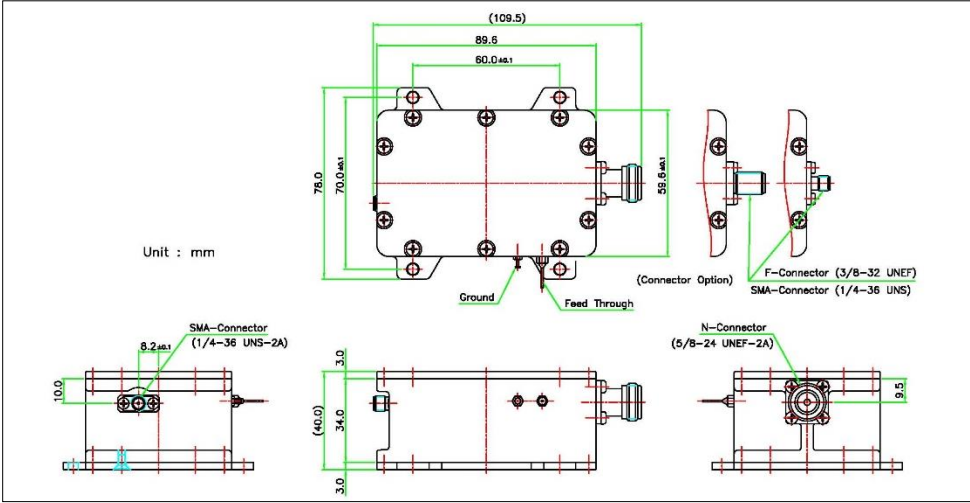 (109.5)
89.6
60.0±0.1
78.0
70.0±0.1
59.6±0.1
Unit : mm
Ground
Feed Through
(Connector Option)
F-Connector (3/8-32 UNEF)
SMA-Connector (1/4-36 UNS)
SMA-Connector
(1/4-36 UNS-2A)
8.2±0.1
10.0
3.0
(40.0)
34.0
3.0
N-Connector
(5/8-24 UNEF-2A)
9.5